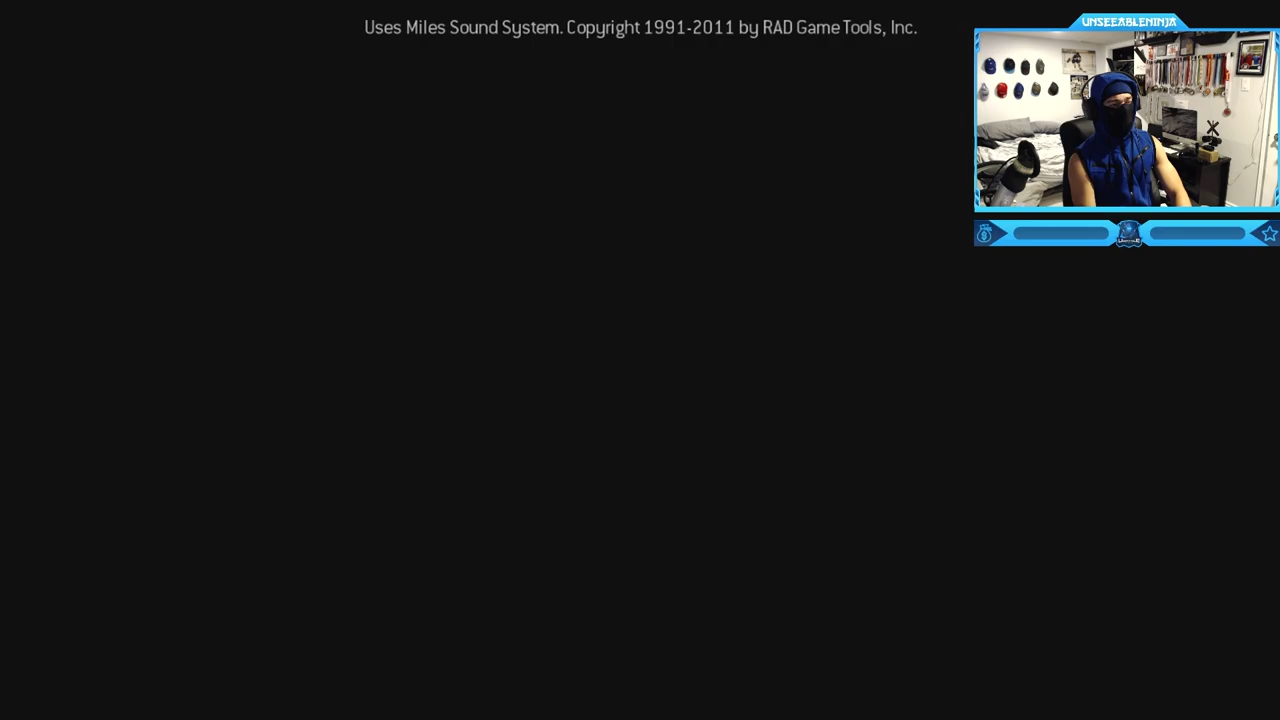 Uses Miles Sound System. Copyright 1991-2011 by RAD Game Tools, Inc.
UNSEEABLENINJA